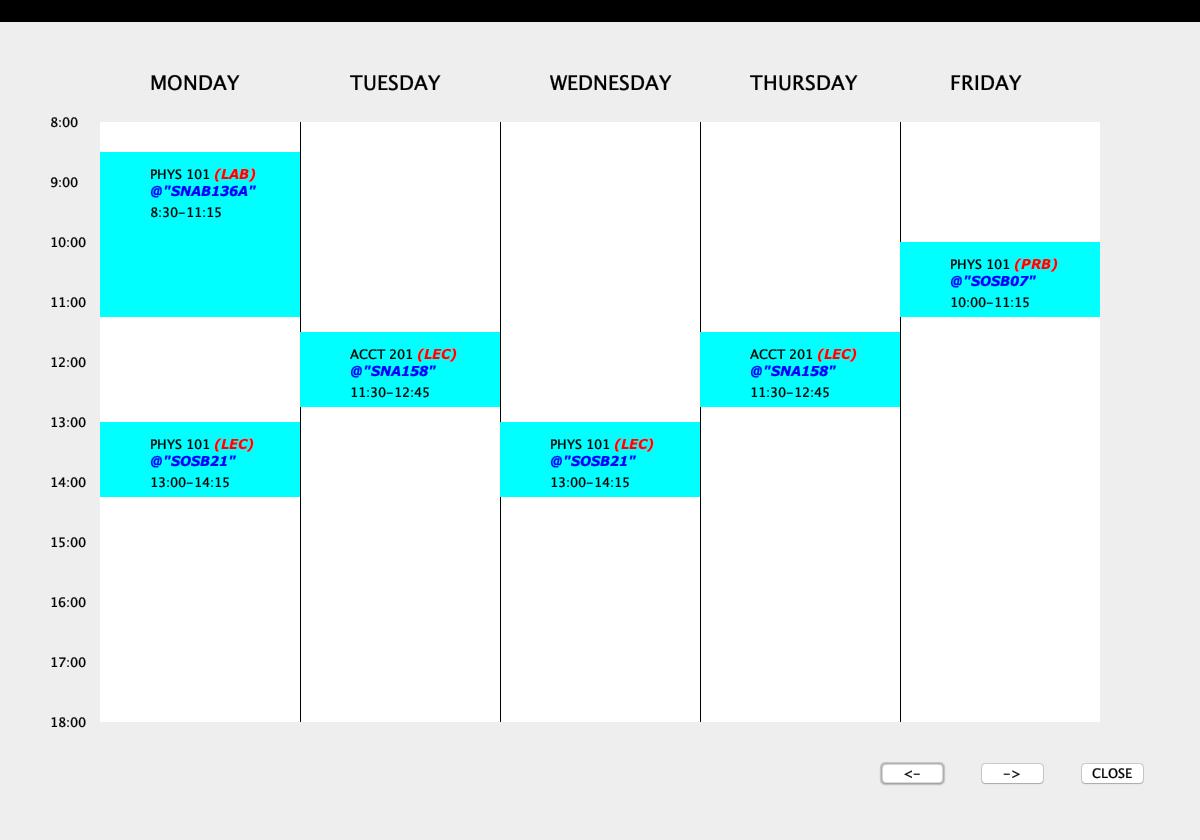 MONDAY TUESDAY WEDNESDAY THURSDAY FRIDAY
8:00
PHYS 101 (LAB)
@"SNAB136A"
8:30-11:15
9:00
10:00
PHYS 101 (PRB)
@"SOSB07"
10:00-11:15
11:00
ACCT 201 (LEC)
@"SNA158"
11:30-12:45
ACCT 201 (LEC)
@"SNA158"
11:30-12:45
12:00
13:00
PHYS 101 (LEC)
@"SOSB21"
13:00-14:15
PHYS 101 (LEC)
@"SOSB21"
13:00-14:15
14:00
15:00
16:00
17:00
18:00
<- -> CLOSE